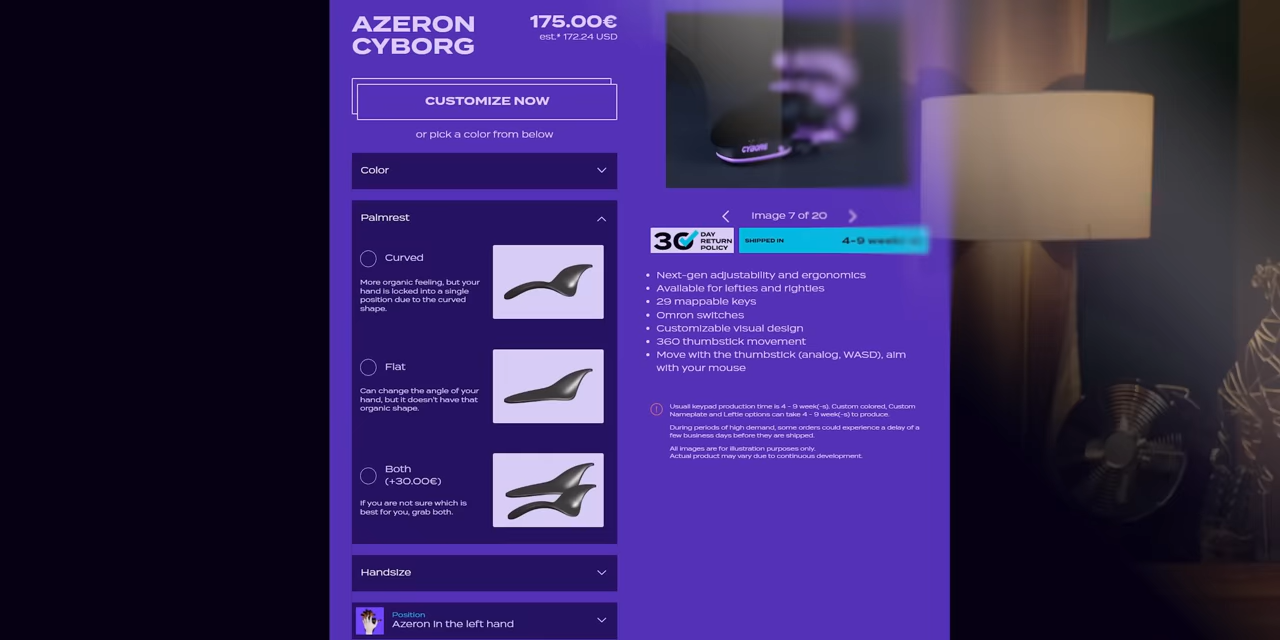 AZERON
CYBORG
175.00€
est.* 172.24 USD
CUSTOMIZE NOW
or pick a color from below
Color
Palmrest
Curved
More organic feeling, but your
hand is locked into a single
position due to the curved
shape.
Flat
Can change the angle of your
hand, but it doesn't have that
organic shape.
Both
(+30.00€)
If you are not sure which is
best for you, grab both.
Handsize
Position
Azeron in the left hand
CYBORG
Image 7 of 20
30 DAY
RETURN
POLICY
SHIPPED IN
4-9 week(-s)
• Next-gen adjustability and ergonomics
• Available for lefties and righties
• 29 mappable keys
• Omron switches
• Customizable visual design
• 360 thumbstick movement
• Move with the thumbstick (analog, WASD), aim
with your mouse
Usuall keypad production time is 4 - 9 week(-s). Custom colored, Custom
Nameplate and Leftie options can take 4 - 9 week(-s) to produce.
During periods of high demand, some orders could experience a delay of a
few business days before they are shipped.
All images are for illustration purposes only.
Actual product may vary due to continuous development.